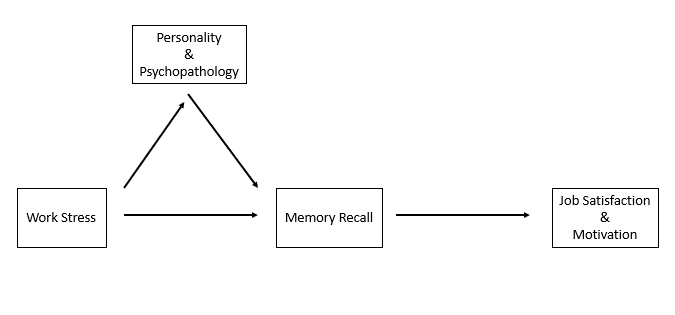 Personality
&
Psychopathology
Work Stress
Memory Recall
Job Satisfaction
&
Motivation